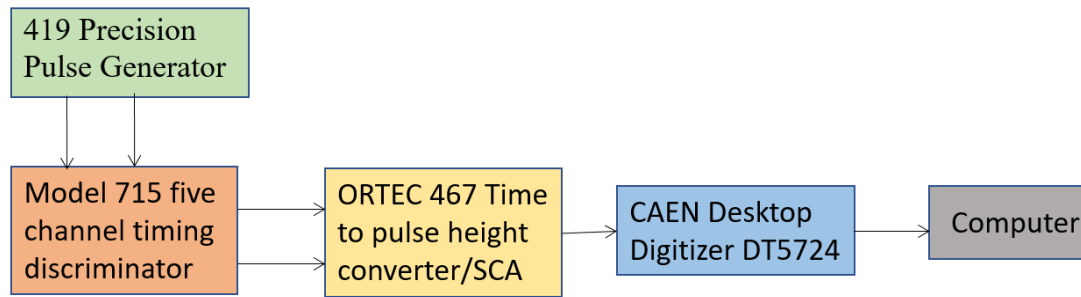 419 Precision
Pulse Generator
Model 715 five
channel timing
discriminator
ORTEC 467 Time
to pulse height
converter/SCA
CAEN Desktop
Digitizer DT5724
Computer